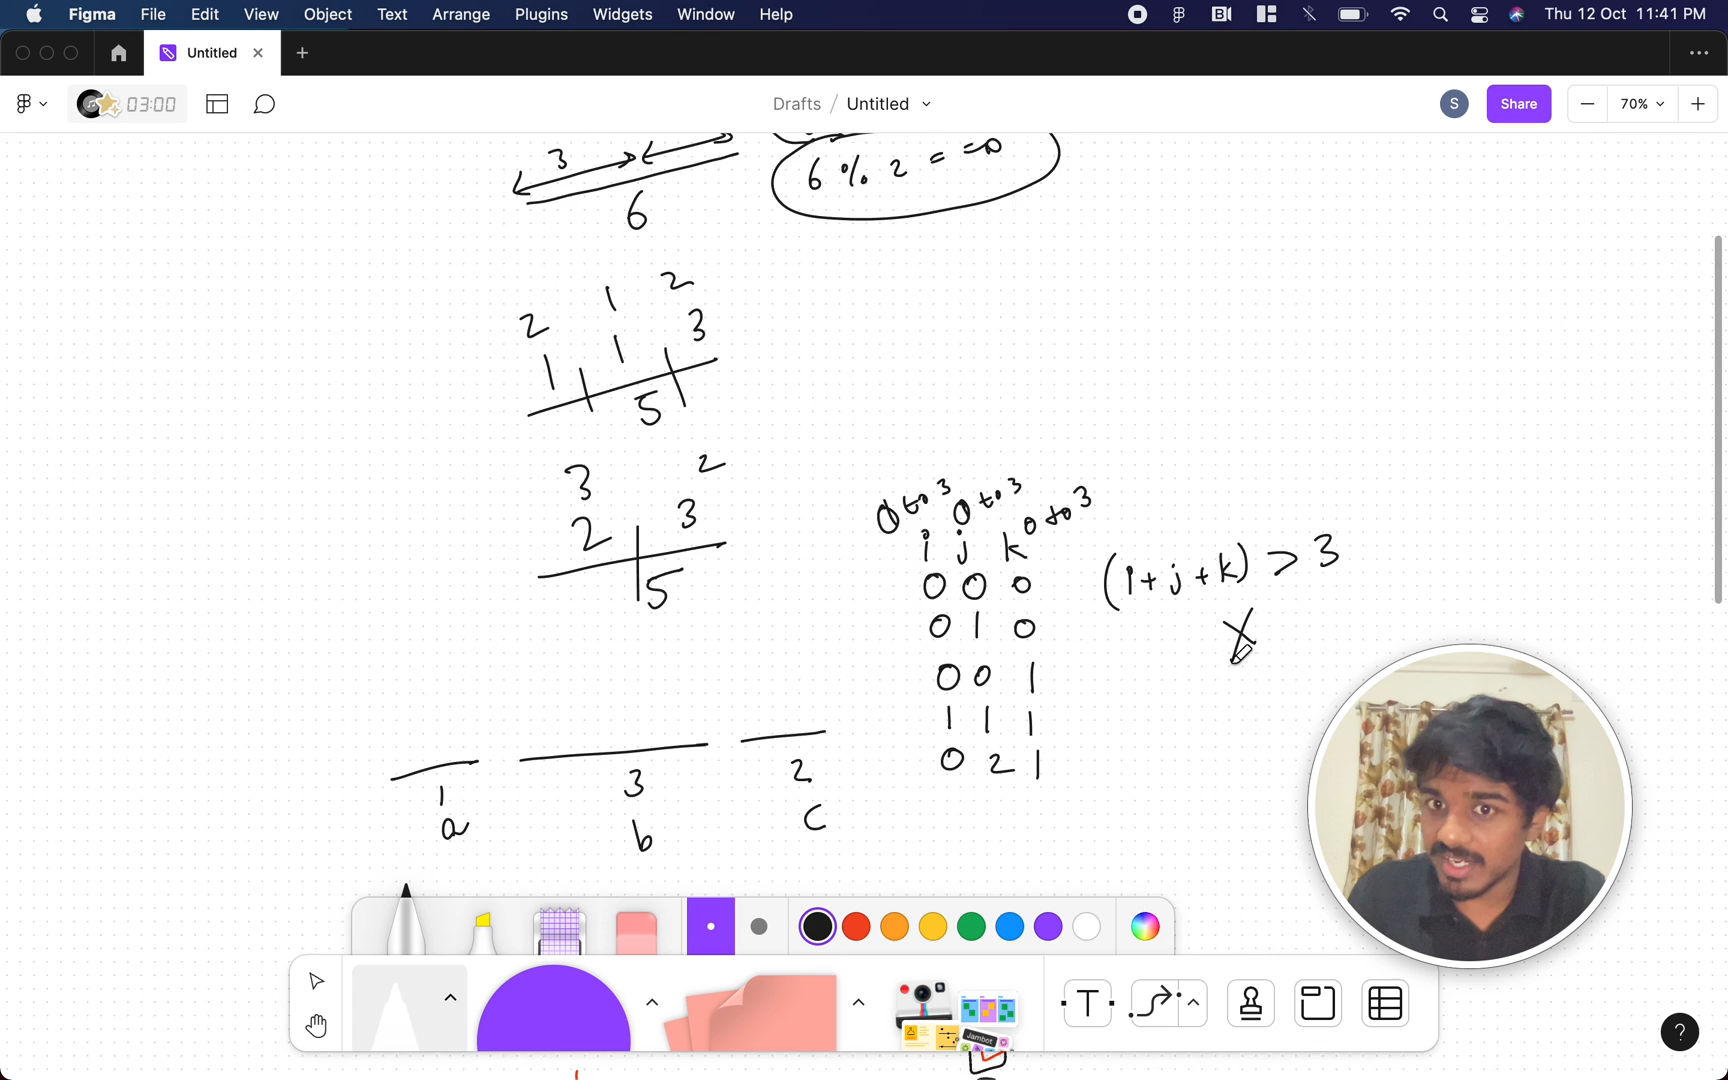 Figma File Edit View Object Text Arrange Plugins Widgets Window Help Thu 12 Oct 11:41 PM
Untitled
03:00 Drafts / Untitled S Share 70%
3
6
6 % 2 =
2 1 2
1 1 3
5
3 2
2 3
5
0 to 3 0 to 3 0 to 3
i j k
0 0 0
0 1 0
0 0 1
1 1 1
0 2 1
(i + j + k) > 3
1 3 2
a b c
T
Jambot
?